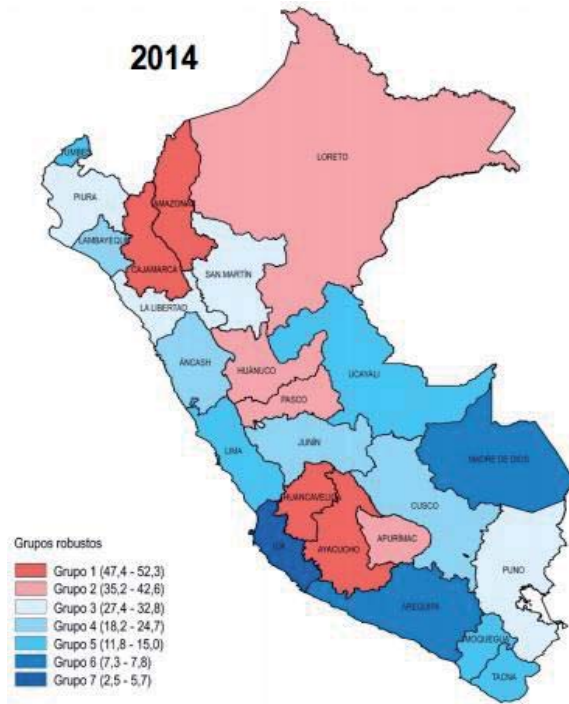 2014
TUMBES
LORETO
PIURA
AMAZONAS
LAMBAYEQUE
CAJAMARCA
SAN MARTÍN
LA LIBERTAD
ÁNCASH
HUÁNUCO
UCAYALI
PASCO
LIMA
JUNÍN
MADRE DE DIOS
HUANCAVELICA
CUSCO
ICA
AYACUCHO
APURÍMAC
PUNO
AREQUIPA
MOQUEGUA
TACNA
Grupos robustos
Grupo 1 (47,4 - 52,3)
Grupo 2 (35,2 - 42,6)
Grupo 3 (27,4 - 32,8)
Grupo 4 (18,2 - 24,7)
Grupo 5 (11,8 - 15,0)
Grupo 6 (7,3 - 7,8)
Grupo 7 (2,5 - 5,7)